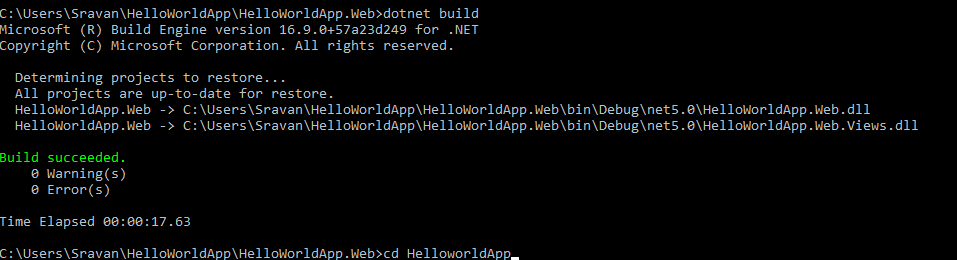 C:\Users\Sravan\HelloWorldApp\HelloWorldApp.Web>dotnet build
Microsoft (R) Build Engine version 16.9.0+57a23d249 for .NET
Copyright (C) Microsoft Corporation. All rights reserved.
Determining projects to restore...
All projects are up-to-date for restore.
HelloWorldApp.Web -> C:\Users\Sravan\HelloWorldApp\HelloWorldApp.Web\bin\Debug\net5.0\HelloWorldApp.Web.dll
HelloWorldApp.Web -> C:\Users\Sravan\HelloWorldApp\HelloWorldApp.Web\bin\Debug\net5.0\HelloWorldApp.Web.Views.dll
Build succeeded.
0 Warning(s)
0 Error(s)
Time Elapsed 00:00:17.63
C:\Users\Sravan\HelloWorldApp\HelloWorldApp.Web>cd HelloworldApp